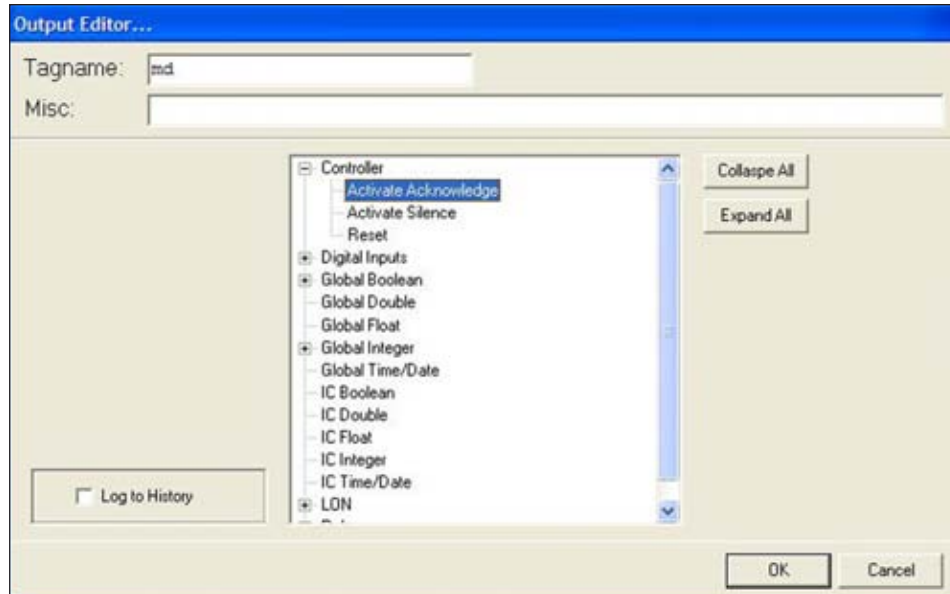 Output Editor...
Tagname: md
Misc:
Controller
Activate Acknowledge
Activate Silence
Reset
Digital Inputs
Global Boolean
Global Double
Global Float
Global Integer
Global Time/Date
IC Boolean
IC Double
IC Float
IC Integer
IC Time/Date
LON
Collaspe All
Expand All
Log to History
OK
Cancel